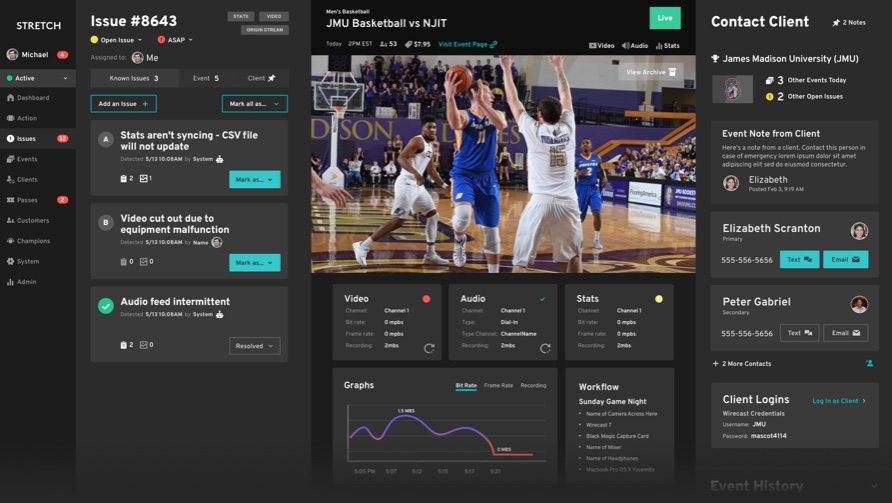 STRETCH
Michael
4
Active
Dashboard
Action
Issues
32
Events
Clients
Passes
2
Customers
Champions
System
Admin
Issue #8643
STATS
VIDEO
ORIGIN STREAM
Open Issue
ASAP
Assigned to:
Me
Known Issues 3
Event 5
Client
Add an Issue +
Mark all as...
A
Stats aren't syncing - CSV file
will not update
Detected 5/13 10:08AM by System
2
1
Mark as...
B
Video cut out due to
equipment malfunction
Detected 5/13 10:08AM by Name
0
0
Mark as...
Audio feed intermittent
Detected 5/13 10:08AM by System
2
0
Resolved
Men's Basketball
JMU Basketball vs NJIT
Live
Today
2PM EST
53
$7.95
Visit Event Page
Video
Audio
Stats
View Archive
Video
Channel: Channel 1
Bit rate: 0 mpbs
Frame rate: 0 mpbs
Recording: 2mbs
Audio
Channel: Channel 1
Type: Dial-In
Type Channel: ChannelName
Recording: 2mbs
Stats
Channel: Channel 1
Bit rate: 0 mpbs
Frame rate: 0 mpbs
Recording: 2mbs
Graphs
Bit Rate
Frame Rate
Recording
1.5 MBS
0 MBS
5:05 PM
5:07
5:13
5:15
5:17
5:21
Workflow
Sunday Game Night
Name of Camera Across Here
Wirecast 7
Black Magic Capture Card
Name of Mixer
Name of Headphones
Macbook Pro OS X Yosemite
Contact Client
2 Notes
James Madison University (JMU)
3 Other Events Today
2 Other Open Issues
Event Note from Client
Here's a note from a client. Contact this person in
case of emergency lorem ipsum dolor sit amet
adipiscing elit sed do eiusmod consectetur.
Elizabeth
Posted Feb 3, 9:19 AM
Elizabeth Scranton
Primary
555-556-5656
Text
Email
Peter Gabriel
Secondary
555-556-5656
Text
Email
+ 2 More Contacts
Client Logins
Log In as Client >
Wirecast Credentials
Username: JMU
Password: mascot4114
Event History